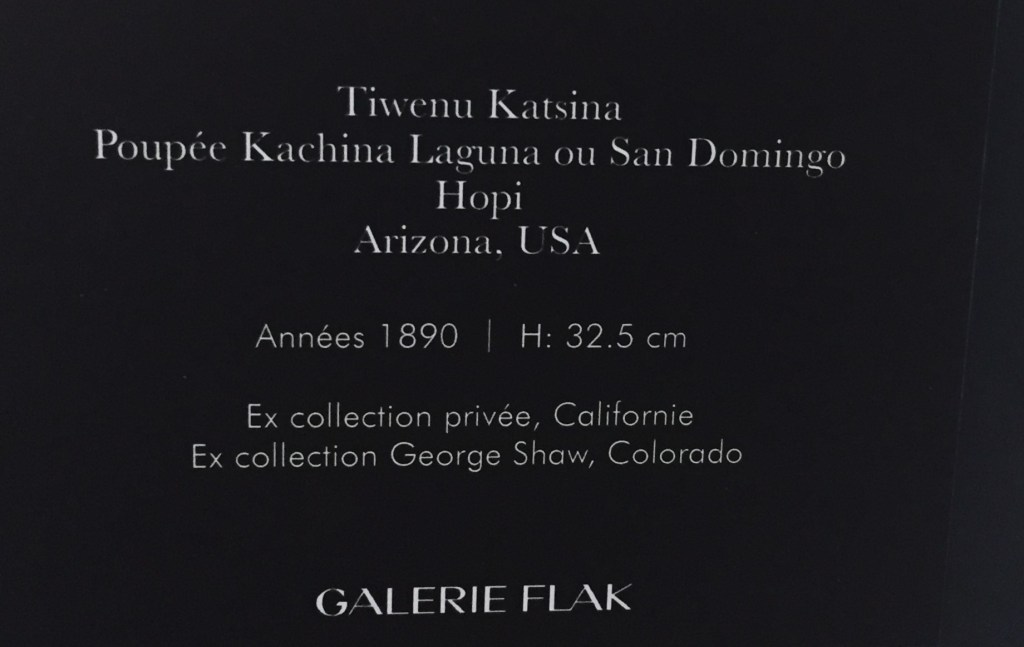 Tiwenu Katsina
Poupée Kachina Laguna ou San Domingo
Hopi
Arizona, USA
Années 1890 | H: 32.5 cm
Ex collection privée, Californie
Ex collection George Shaw, Colorado
GALERIE FLAK